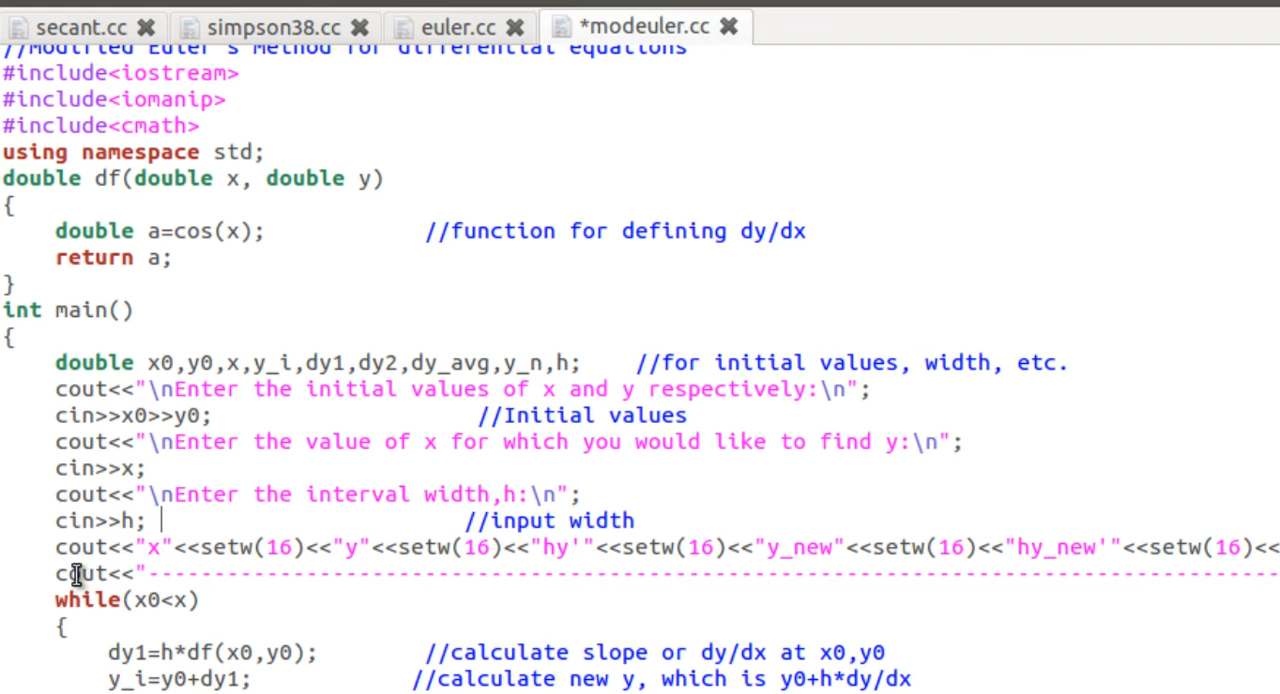 secant.cc ✖ simpson38.cc ✖ euler.cc ✖ *modeuler.cc ✖
//Modified Euler's Method for differential equations
#include<iostream>
#include<iomanip>
#include<cmath>
using namespace std;
double df(double x, double y)
{
    double a=cos(x);            //function for defining dy/dx
    return a;
}
int main()
{
    double x0,y0,x,y_i,dy1,dy2,dy_avg,y_n,h;    //for initial values, width, etc.
    cout<<"\nEnter the initial values of x and y respectively:\n";
    cin>>x0>>y0;                    //Initial values
    cout<<"\nEnter the value of x for which you would like to find y:\n";
    cin>>x;
    cout<<"\nEnter the interval width,h:\n";
    cin>>h;                        //input width
    cout<<"x"<<setw(16)<<"y"<<setw(16)<<"hy'"<<setw(16)<<"y_new"<<setw(16)<<"hy_new'"<<setw(16)<<
    cout<<"--------------------------------------------------------------------------------------
    while(x0<x)
    {
        dy1=h*df(x0,y0);        //calculate slope or dy/dx at x0,y0
        y_i=y0+dy1;            //calculate new y, which is y0+h*dy/dx